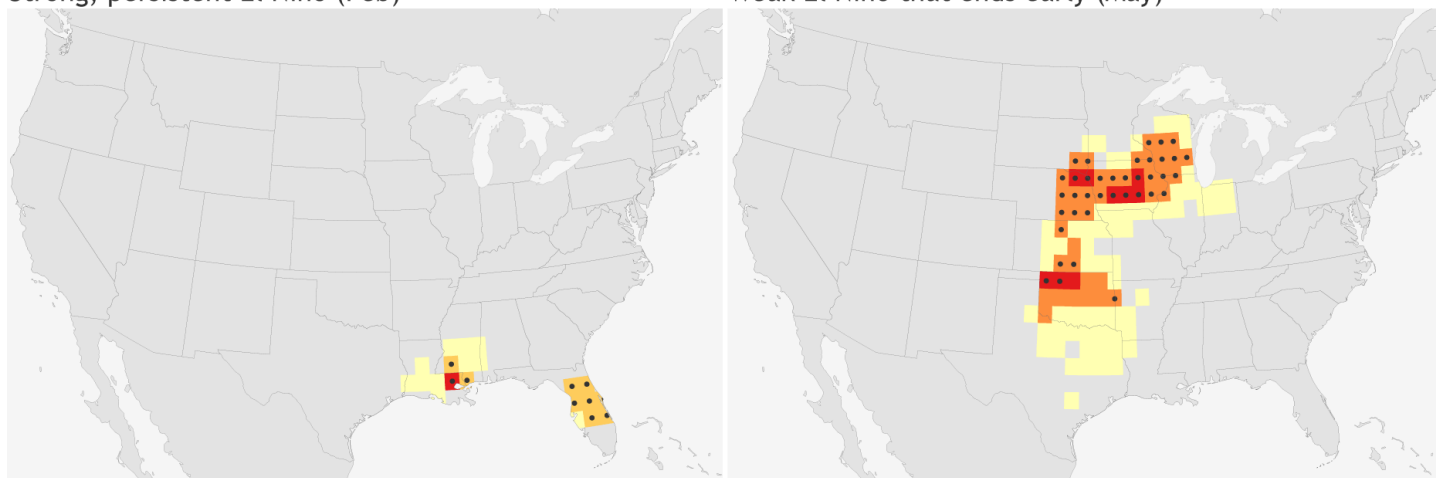 Strong, persistent El Niño (Feb)
Weak El Niño that ends early (May)